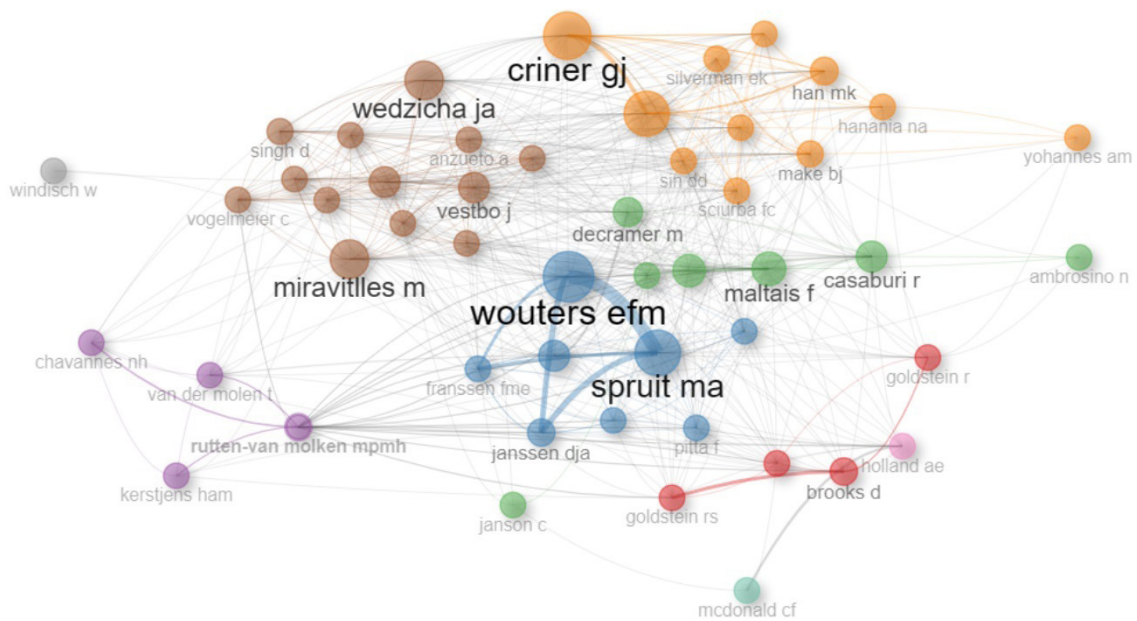 criner gj
silverman ek
wedzicha ja
han mk
hanania na
singh d
anzueto a
yohannes am
sin dd
make bj
windisch w
sciurba fc
vogelmeier c
vestbo j
decramer m
miravitlles m
maltais f
casaburi r
ambrosino n
wouters efm
chavannes nh
van der molen t
franssen fme
spruit ma
goldstein r
rutten-van molken mpmh
janssen dja
pitta f
holland ae
kerstjens ham
brooks d
janson c
goldstein rs
mcdonald cf